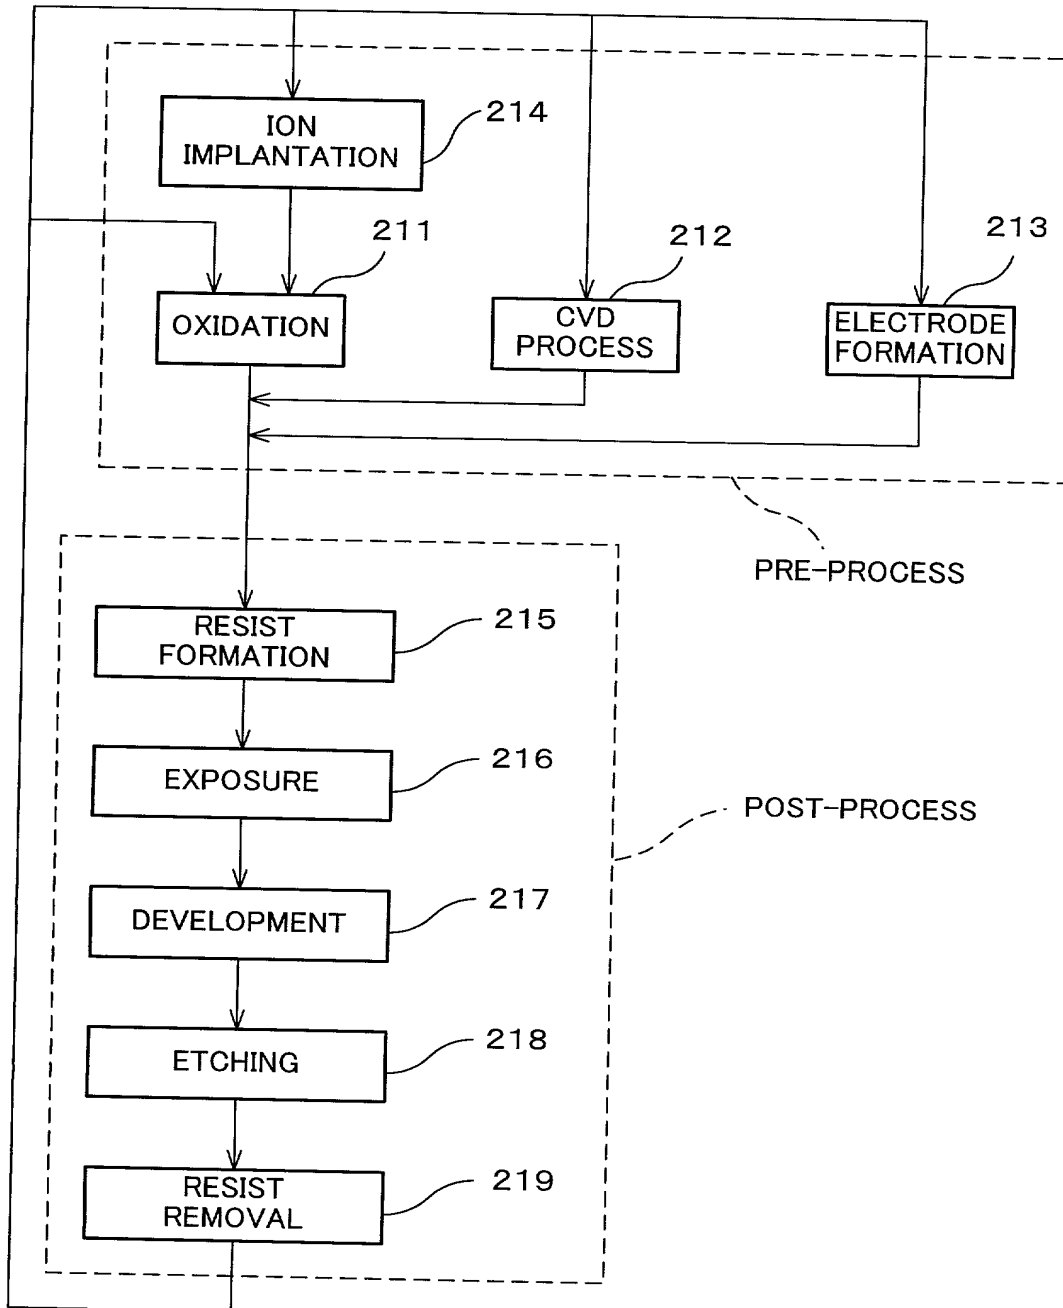 214
ION
IMPLANTATION
211
212
213
OXIDATION
CVD
PROCESS
ELECTRODE
FORMATION
PRE-PROCESS
215
RESIST
FORMATION
216
EXPOSURE
POST-PROCESS
217
DEVELOPMENT
218
ETCHING
219
RESIST
REMOVAL